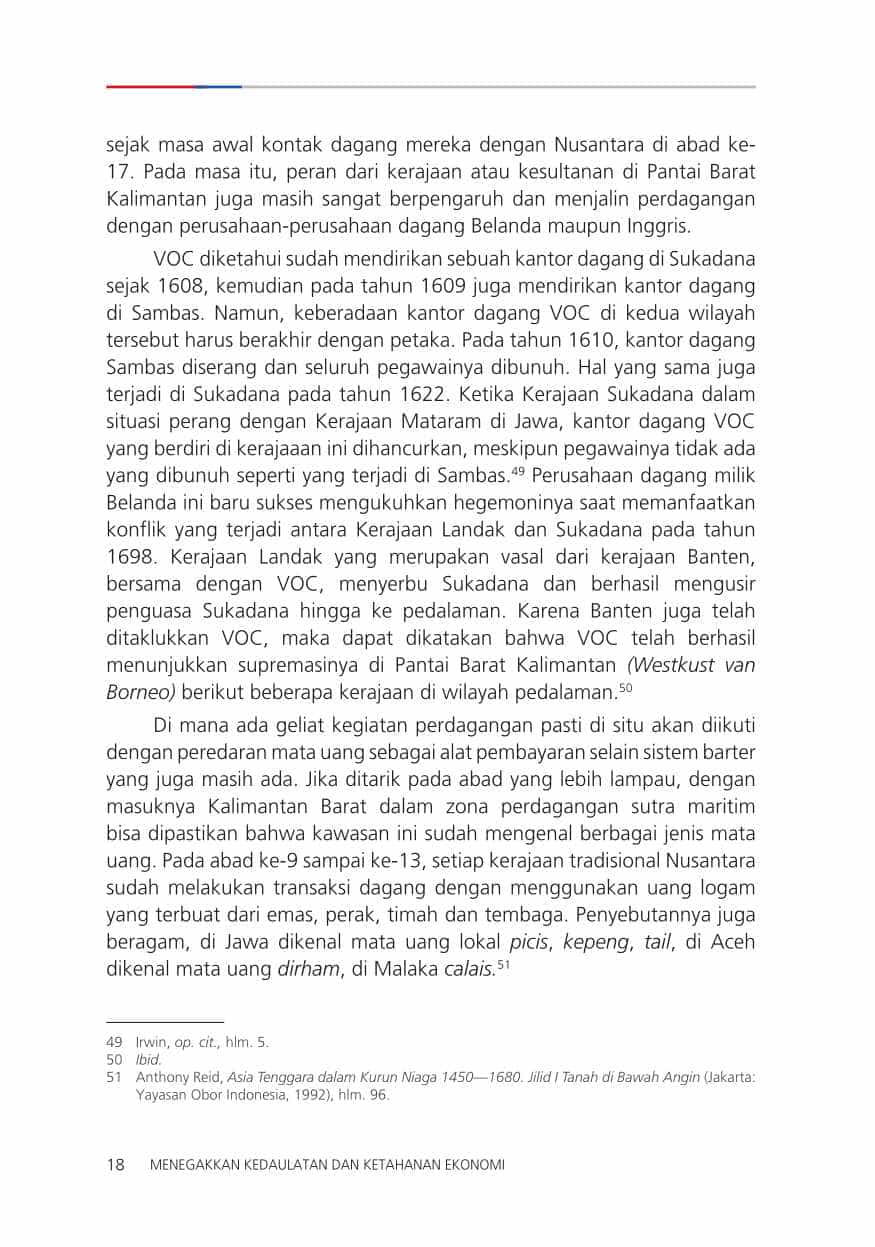 sejak masa awal kontak dagang mereka dengan Nusantara di abad ke-
17. Pada masa itu, peran dari kerajaan atau kesultanan di Pantai Barat
Kalimantan juga masih sangat berpengaruh dan menjalin perdagangan
dengan perusahaan-perusahaan dagang Belanda maupun Inggris.
VOC diketahui sudah mendirikan sebuah kantor dagang di Sukadana
sejak 1608, kemudian pada tahun 1609 juga mendirikan kantor dagang
di Sambas. Namun, keberadaan kantor dagang VOC di kedua wilayah
tersebut harus berakhir dengan petaka. Pada tahun 1610, kantor dagang
Sambas diserang dan seluruh pegawainya dibunuh. Hal yang sama juga
terjadi di Sukadana pada tahun 1622. Ketika Kerajaan Sukadana dalam
situasi perang dengan Kerajaan Mataram di Jawa, kantor dagang VOC
yang berdiri di kerajaaan ini dihancurkan, meskipun pegawainya tidak ada
yang dibunuh seperti yang terjadi di Sambas.49 Perusahaan dagang milik
Belanda ini baru sukses mengukuhkan hegemoninya saat memanfaatkan
konflik yang terjadi antara Kerajaan Landak dan Sukadana pada tahun
1698. Kerajaan Landak yang merupakan vasal dari kerajaan Banten,
bersama dengan VOC, menyerbu Sukadana dan berhasil mengusir
penguasa Sukadana hingga ke pedalaman. Karena Banten juga telah
ditaklukkan VOC, maka dapat dikatakan bahwa VOC telah berhasil
menunjukkan supremasinya di Pantai Barat Kalimantan (Westkust van
Borneo) berikut beberapa kerajaan di wilayah pedalaman.50
Di mana ada geliat kegiatan perdagangan pasti di situ akan diikuti
dengan peredaran mata uang sebagai alat pembayaran selain sistem barter
yang juga masih ada. Jika ditarik pada abad yang lebih lampau, dengan
masuknya Kalimantan Barat dalam zona perdagangan sutra maritim
bisa dipastikan bahwa kawasan ini sudah mengenal berbagai jenis mata
uang. Pada abad ke-9 sampai ke-13, setiap kerajaan tradisional Nusantara
sudah melakukan transaksi dagang dengan menggunakan uang logam
yang terbuat dari emas, perak, timah dan tembaga. Penyebutannya juga
beragam, di Jawa dikenal mata uang lokal picis, kepeng, tail, di Aceh
dikenal mata uang dirham, di Malaka calais.51
49 Irwin, op. cit., hlm. 5.
50 Ibid.
51 Anthony Reid, Asia Tenggara dalam Kurun Niaga 1450—1680. Jilid I Tanah di Bawah Angin (Jakarta:
Yayasan Obor Indonesia, 1992), hlm. 96.
18 MENEGAKKAN KEDAULATAN DAN KETAHANAN EKONOMI